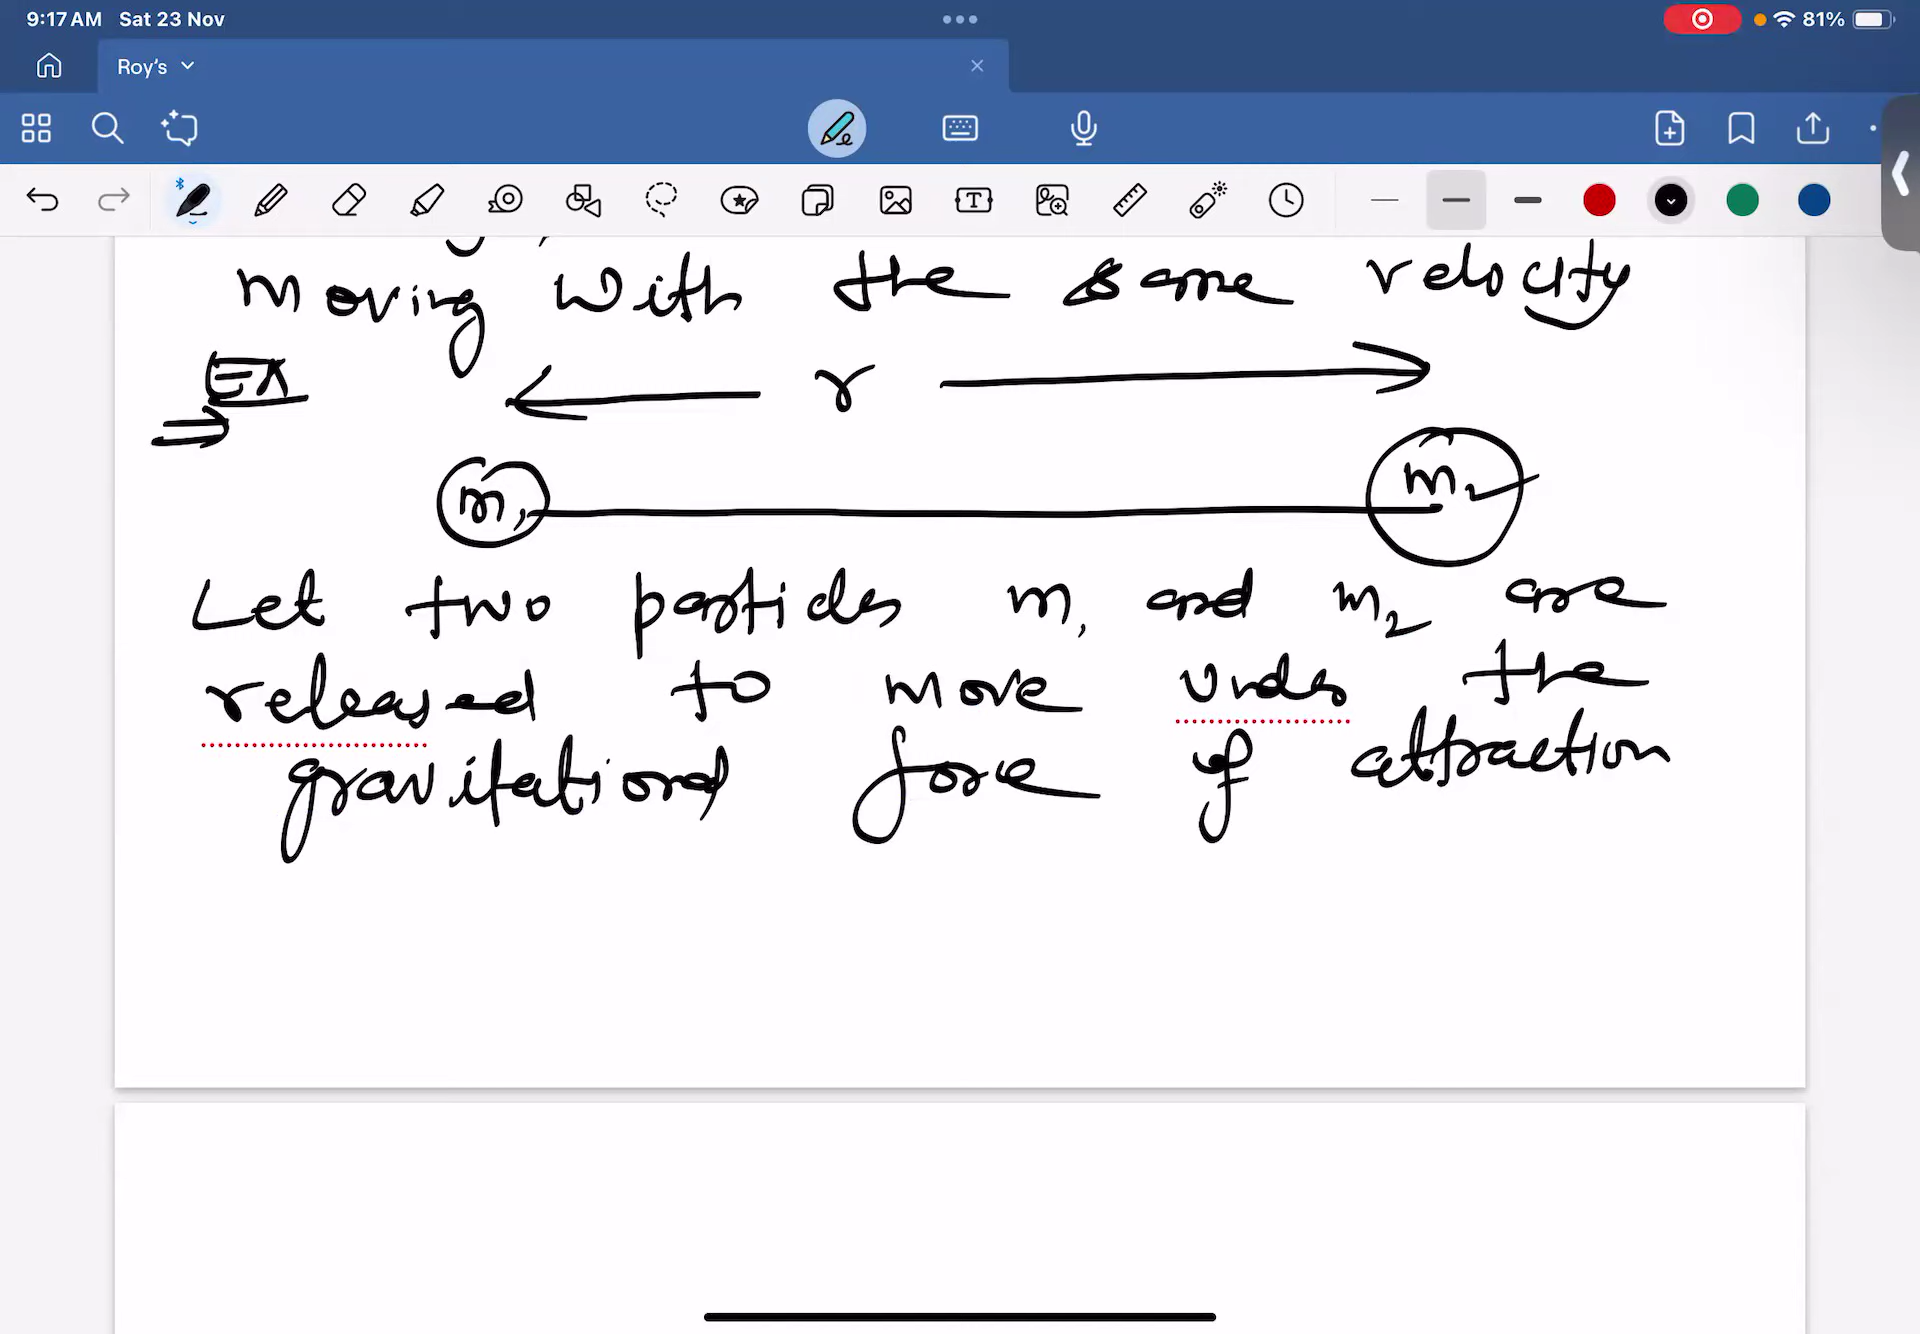 9:17 AM Sat 23 Nov
81%
Roy's
moving with the same velocity
EX
r
m1
m2
Let two particles m1 and m2 are
released to move under the
gravitational force of attraction